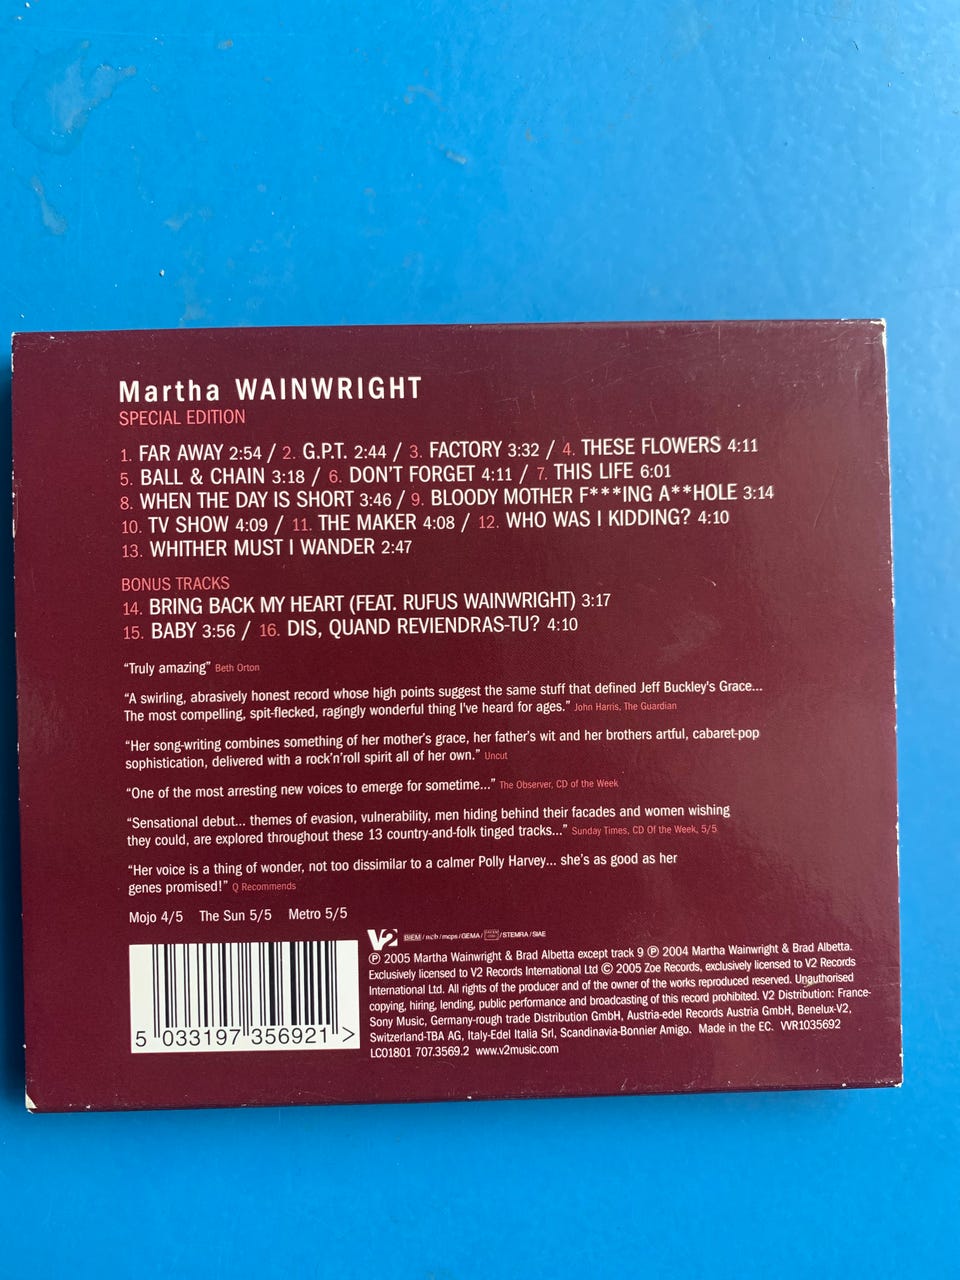 Martha WAINWRIGHT
SPECIAL EDITION
1. FAR AWAY 2:54 / 2. G.P.T. 2:44 / 3. FACTORY 3:32 / 4. THESE FLOWERS 4:11
5. BALL & CHAIN 3:18 / 6. DON'T FORGET 4:11 / 7. THIS LIFE 6:01
8. WHEN THE DAY IS SHORT 3:46 / 9. BLOODY MOTHER F***ING A**HOLE 3:14
10. TV SHOW 4:09 / 11. THE MAKER 4:08 / 12. WHO WAS I KIDDING? 4:10
13. WHITHER MUST I WANDER 2:47
BONUS TRACKS
14. BRING BACK MY HEART (FEAT. RUFUS WAINWRIGHT) 3:17
15. BABY 3:56 / 16. DIS, QUAND REVIENDRAS-TU? 4:10
"Truly amazing" Beth Orton
"A swirling, abrasively honest record whose high points suggest the same stuff that defined Jeff Buckley's Grace...
The most compelling, spit-flecked, ragingly wonderful thing I've heard for ages." John Harris, The Guardian
"Her song-writing combines something of her mother's grace, her father's wit and her brothers artful, cabaret-pop
sophistication, delivered with a rock'n'roll spirit all of her own." Uncut
"One of the most arresting new voices to emerge for sometime..." The Observer, CD of the Week
"Sensational debut... themes of evasion, vulnerability, men hiding behind their facades and women wishing
they could, are explored throughout these 13 country-and-folk tinged tracks..." Sunday Times, CD Of the Week, 5/5
"Her voice is a thing of wonder, not too dissimilar to a calmer Polly Harvey... she's as good as her
genes promised!" Q Recommends
Mojo 4/5 The Sun 5/5 Metro 5/5
V2 BIEM / ncb / mcps / GEMA / / STEMRA / SIAE
℗ 2005 Martha Wainwright & Brad Albetta except track 9 ℗ 2004 Martha Wainwright & Brad Albetta.
Exclusively licensed to V2 Records International Ltd © 2005 Zoe Records, exclusively licensed to V2 Records
International Ltd. All rights of the producer and of the owner of the works reproduced reserved. Unauthorised
copying, hiring, lending, public performance and broadcasting of this record prohibited. V2 Distribution: France-
Sony Music, Germany-rough trade Distribution GmbH, Austria-edel Records Austria GmbH, Benelux-V2,
Switzerland-TBA AG, Italy-Edel Italia Srl, Scandinavia-Bonnier Amigo. Made in the EC. WR1035692
LC01801 707.3569.2 www.v2music.com
5 033197 356921 >